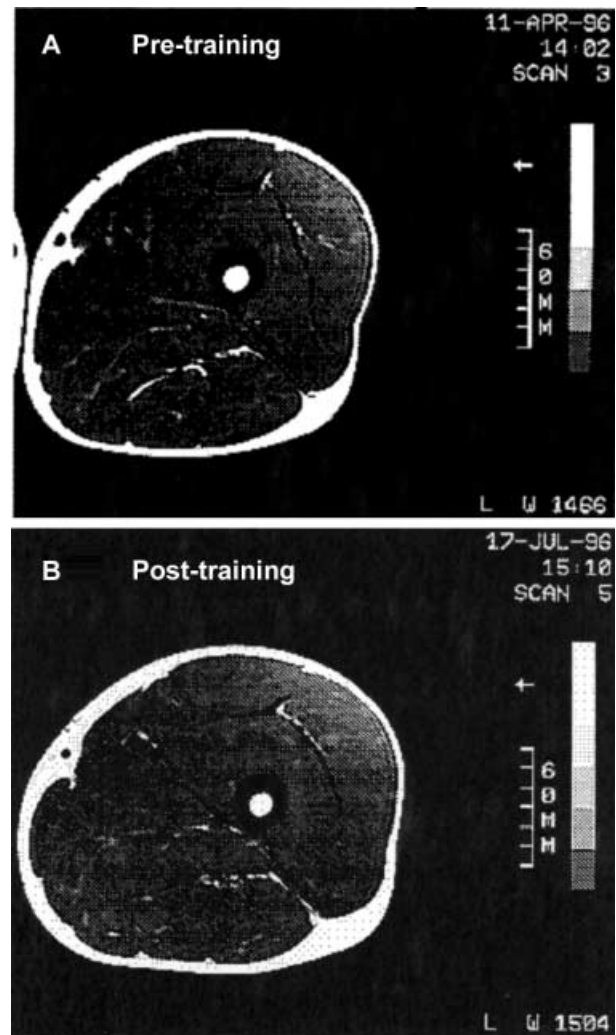 A Pre-training
11-APR-96
14:02
SCAN 3
6
0
M
M
L W 1466
B Post-training
17-JUL-96
15:10
SCAN 5
6
0
M
M
L W 1504